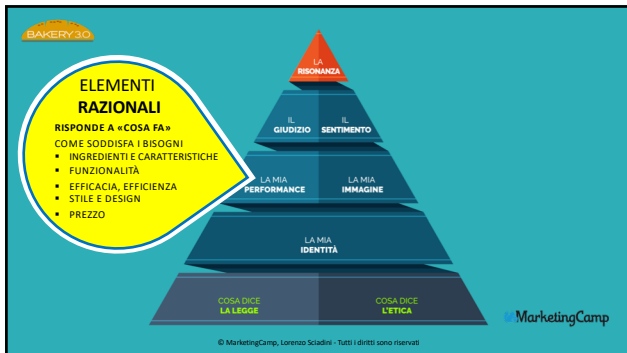 BAKERY 3.0
ELEMENTI
RAZIONALI
RISPONDE A «COSA FA»
COME SODDISFA I BISOGNI
▪ INGREDIENTI E CARATTERISTICHE
▪ FUNZIONALITÀ
▪ EFFICACIA, EFFICIENZA
▪ STILE E DESIGN
▪ PREZZO
LA
RISONANZA
IL
GIUDIZIO
IL
SENTIMENTO
LA MIA
PERFORMANCE
LA MIA
IMMAGINE
LA MIA
IDENTITÀ
COSA DICE
LA LEGGE
COSA DICE
L'ETICA
MarketingCamp
© MarketingCamp, Lorenzo Sciadini - Tutti i diritti sono riservati